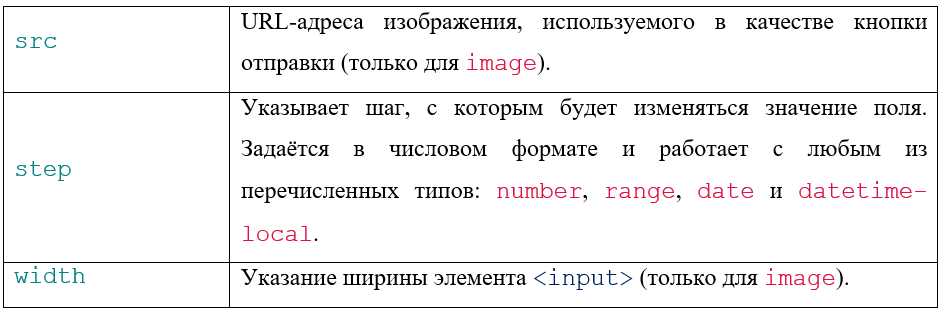 src
URL-адреса изображения, используемого в качестве кнопки
отправки (только для image).
step
Указывает шаг, с которым будет изменяться значение поля.
Задаётся в числовом формате и работает с любым из
перечисленных типов: number, range, date и datetime-
local.
width
Указание ширины элемента <input> (только для image).